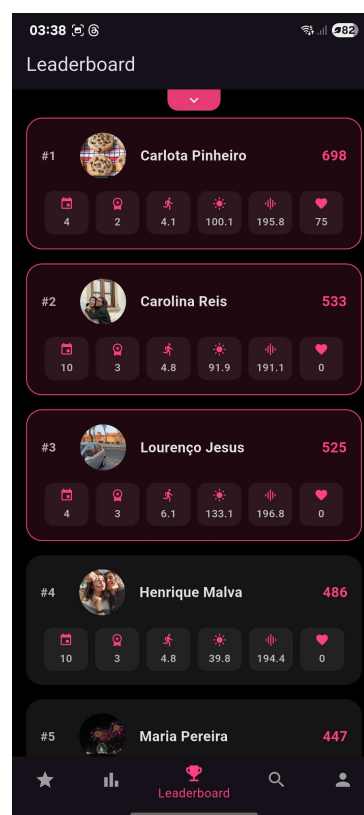 03:38 82
Leaderboard
#1 Carlota Pinheiro 698
4 2 4.1 100.1 195.8 75
#2 Carolina Reis 533
10 3 4.8 91.9 191.1 0
#3 Lourenço Jesus 525
4 3 6.1 133.1 196.8 0
#4 Henrique Malva 486
10 3 4.8 39.8 194.4 0
#5 Maria Pereira 447
Leaderboard